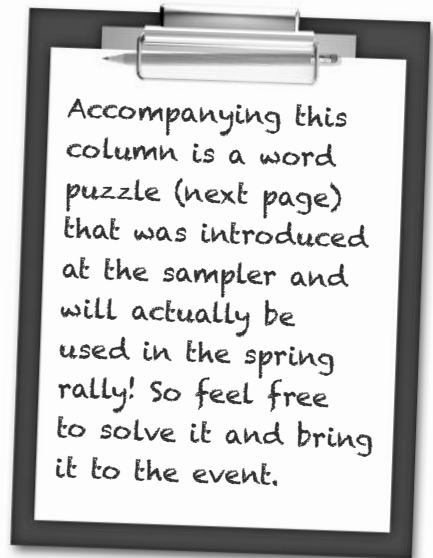 Accompanying this
column is a word
puzzle (next page)
that was introduced
at the sampler and
will actually be
used in the spring
rally! So feel free
to solve it and bring
it to the event.